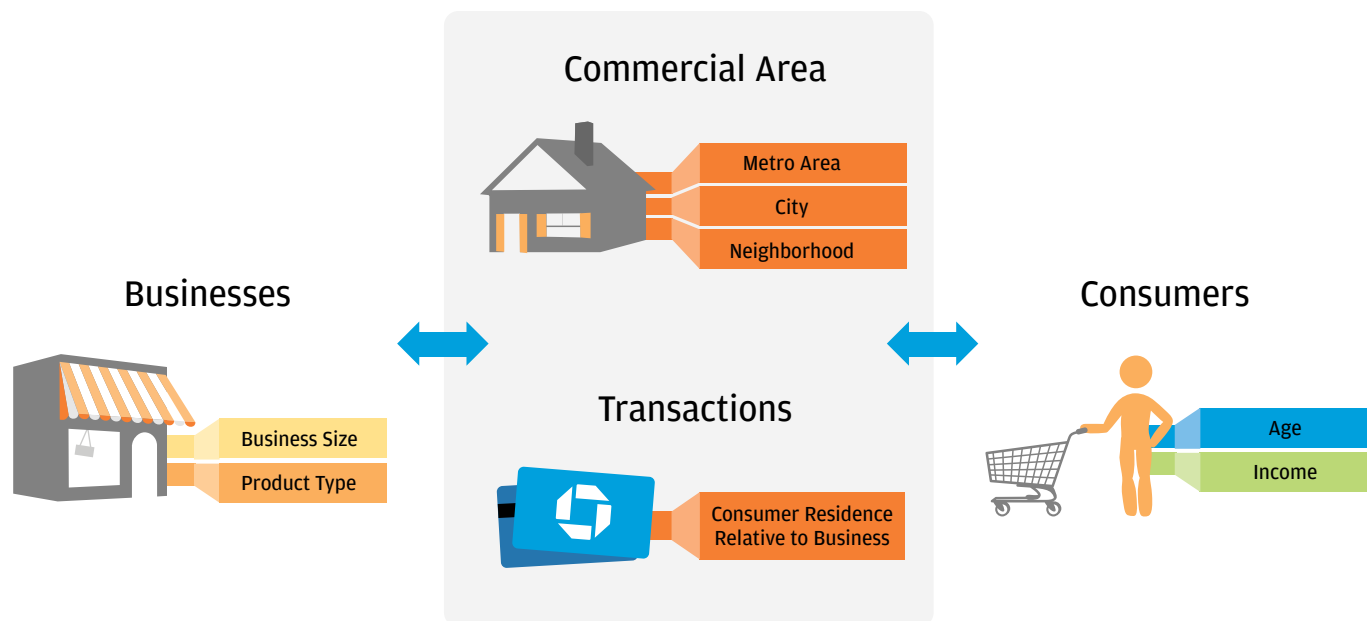 Commercial Area
Metro Area
City
Neighborhood
Businesses
Business Size
Product Type
Transactions
Consumer Residence
Relative to Business
Consumers
Age
Income